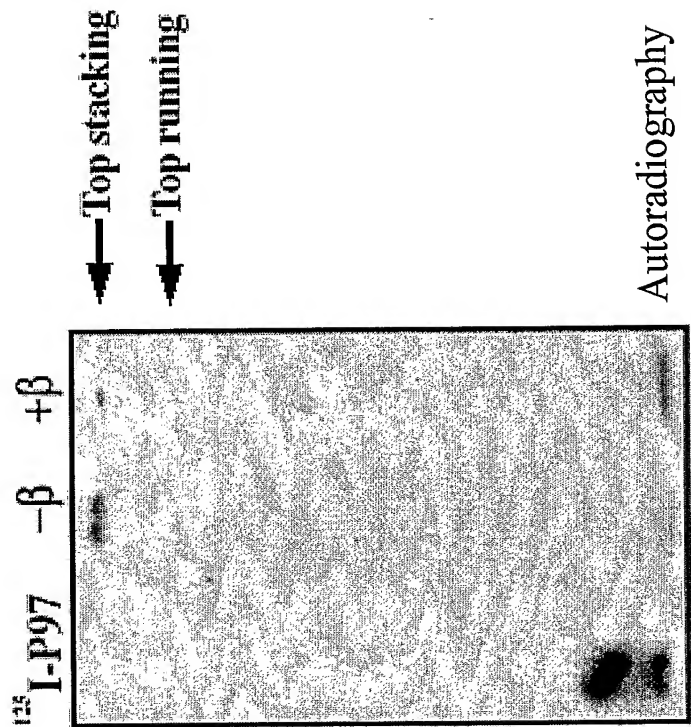 ¹²⁵I-P97 −β +β
Top stacking
Top running
Autoradiography